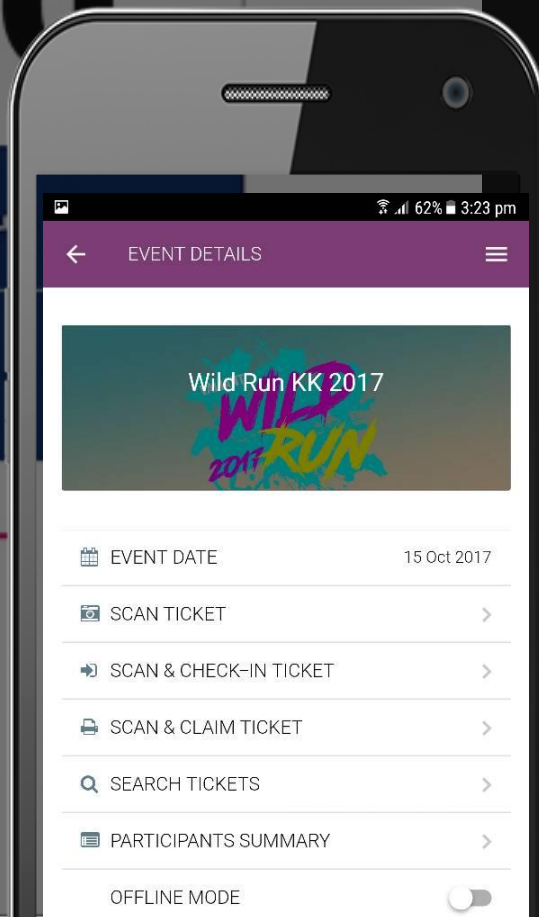 62% 3:23 pm
EVENT DETAILS
Wild Run KK 2017
WILD
2017 RUN
EVENT DATE 15 Oct 2017
SCAN TICKET
SCAN & CHECK-IN TICKET
SCAN & CLAIM TICKET
SEARCH TICKETS
PARTICIPANTS SUMMARY
OFFLINE MODE